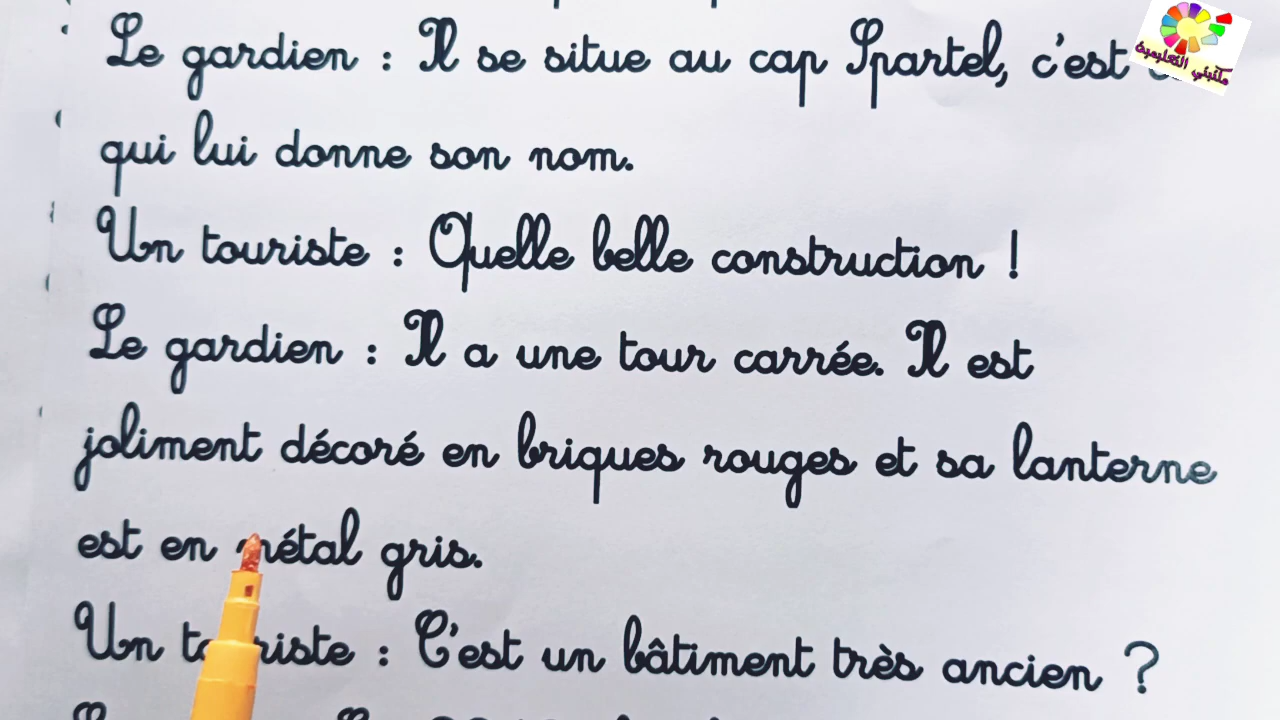 Le gardien : Il se situe au cap Spartel, c'est
مكتبتي التعليمية
qui lui donne son nom.
Un touriste : Quelle belle construction !
Le gardien : Il a une tour carrée. Il est
joliment décoré en briques rouges et sa lanterne
est en métal gris.
Un touriste : C'est un bâtiment très ancien ?